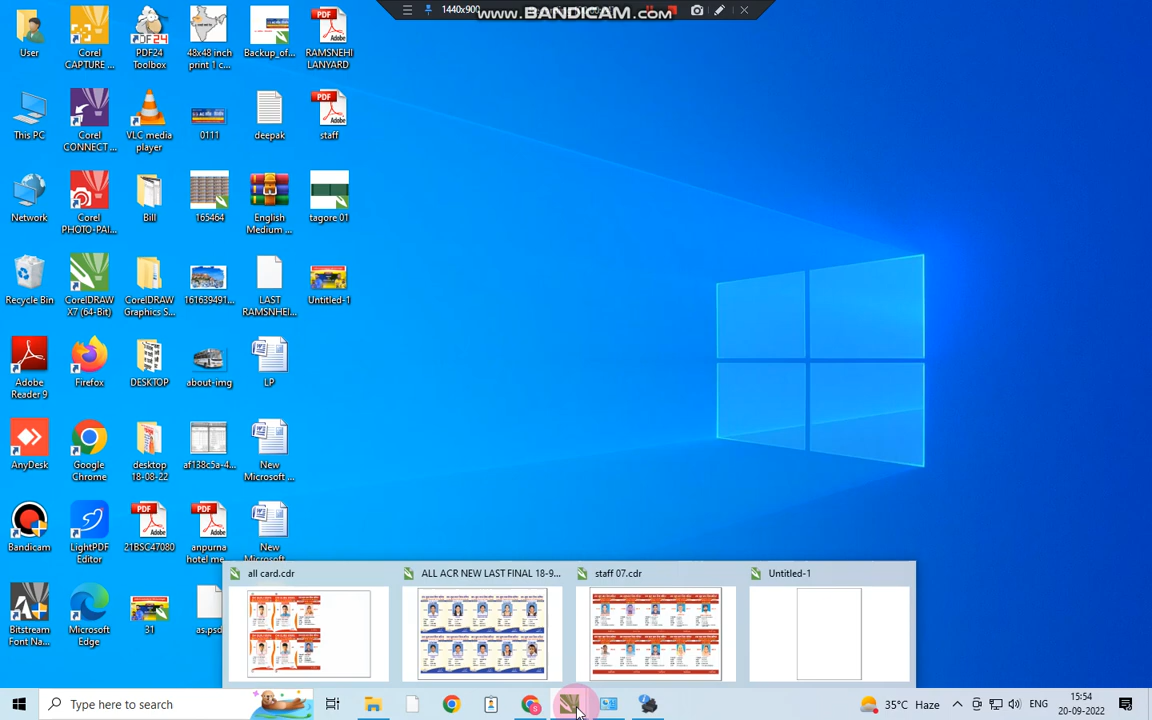 1440x900
www.BANDICAM.com
User
Corel CAPTURE ...
PDF24 Toolbox
48x48 inch print 1 c...
Backup_of...
RAMSNEHI LANYARD
This PC
Corel CONNECT ...
VLC media player
0111
deepak
staff
Network
Corel PHOTO-PAI...
Bill
165464
English Medium ...
tagore 01
Recycle Bin
CorelDRAW X7 (64-Bit)
CorelDRAW Graphics S...
161639491...
LAST RAMSNHEI...
Untitled-1
Adobe Reader 9
Firefox
DESKTOP
about-img
LP
AnyDesk
Google Chrome
desktop 18-08-22
af138c5a-4...
New Microsoft ...
Bandicam
LightPDF Editor
21BSC47080
anpurna hotel me...
New Microsoft ...
Bitstream Font Na...
Microsoft Edge
31
as.psd
all card.cdr
ALL ACR NEW LAST FINAL 18-9...
staff 07.cdr
Untitled-1
Type here to search
35°C Haze
ENG
15:54
20-09-2022